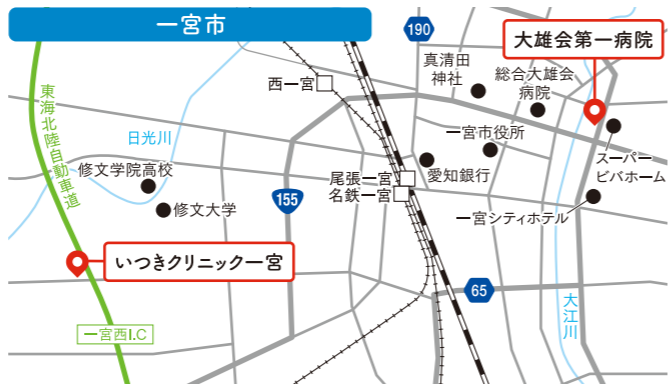 一宮市
190
大雄会第一病院
真清田
神社
総合大雄会
病院
西一宮
東海北陸自動車道
日光川
一宮市役所
スーパー
ビバホーム
修文学院高校
尾張一宮
名鉄一宮
愛知銀行
155
修文大学
一宮シティホテル
いつきクリニック一宮
65
大江川
一宮西I.C